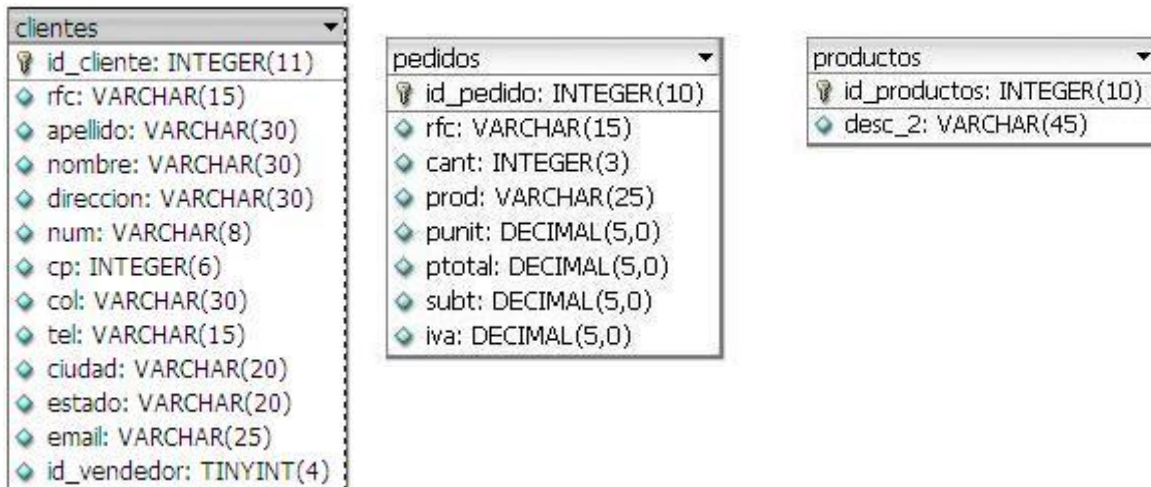 clientes
id_cliente: INTEGER(11)
rfc: VARCHAR(15)
apellido: VARCHAR(30)
nombre: VARCHAR(30)
direccion: VARCHAR(30)
num: VARCHAR(8)
cp: INTEGER(6)
col: VARCHAR(30)
tel: VARCHAR(15)
ciudad: VARCHAR(20)
estado: VARCHAR(20)
email: VARCHAR(25)
id_vendedor: TINYINT(4)
pedidos
id_pedido: INTEGER(10)
rfc: VARCHAR(15)
cant: INTEGER(3)
prod: VARCHAR(25)
punit: DECIMAL(5,0)
ptotal: DECIMAL(5,0)
subt: DECIMAL(5,0)
iva: DECIMAL(5,0)
productos
id_productos: INTEGER(10)
desc_2: VARCHAR(45)